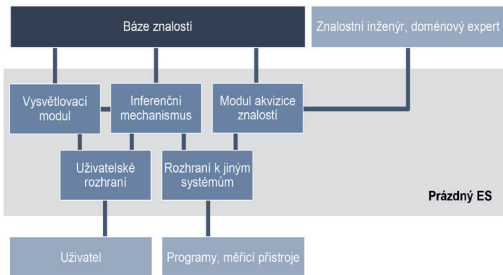 Báze znalostí
Znalostní inženýr, doménový expert
Vysvětlovací
modul
Inferenční
mechanismus
Modul akvizice
znalostí
Uživatelské
rozhraní
Rozhraní k jiným
systémům
Prázdný ES
Uživatel
Programy, měřicí přístroje